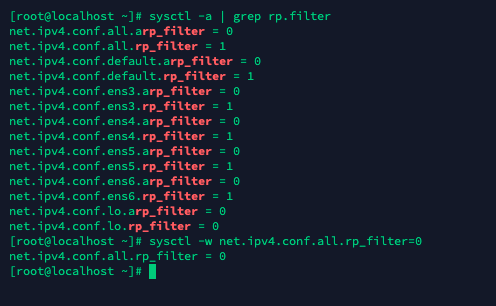 [root@localhost ~]# sysctl -a | grep rp.filter
net.ipv4.conf.all.arp_filter = 0
net.ipv4.conf.all.rp_filter = 1
net.ipv4.conf.default.arp_filter = 0
net.ipv4.conf.default.rp_filter = 1
net.ipv4.conf.ens3.arp_filter = 0
net.ipv4.conf.ens3.rp_filter = 1
net.ipv4.conf.ens4.arp_filter = 0
net.ipv4.conf.ens4.rp_filter = 1
net.ipv4.conf.ens5.arp_filter = 0
net.ipv4.conf.ens5.rp_filter = 1
net.ipv4.conf.ens6.arp_filter = 0
net.ipv4.conf.ens6.rp_filter = 1
net.ipv4.conf.lo.arp_filter = 0
net.ipv4.conf.lo.rp_filter = 0
[root@localhost ~]# sysctl -w net.ipv4.conf.all.rp_filter=0
net.ipv4.conf.all.rp_filter = 0
[root@localhost ~]#